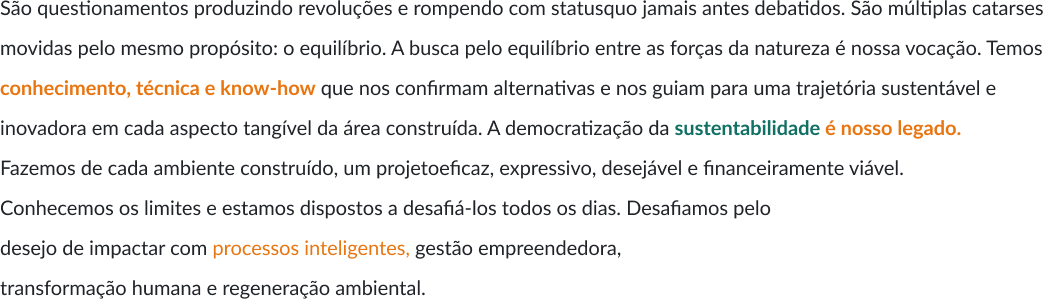 São questionamentos produzindo revoluções e rompendo com statusquo jamais antes debatidos. São múltiplas catarses
movidas pelo mesmo propósito: o equilíbrio. A busca pelo equilíbrio entre as forças da natureza é nossa vocação. Temos
conhecimento, técnica e know-how que nos confirmam alternativas e nos guiam para uma trajetória sustentável e
inovadora em cada aspecto tangível da área construída. A democratização da sustentabilidade é nosso legado.
Fazemos de cada ambiente construído, um projetoeficaz, expressivo, desejável e financeiramente viável.
Conhecemos os limites e estamos dispostos a desafiá-los todos os dias. Desafiamos pelo
desejo de impactar com processos inteligentes, gestão empreendedora,
transformação humana e regeneração ambiental.